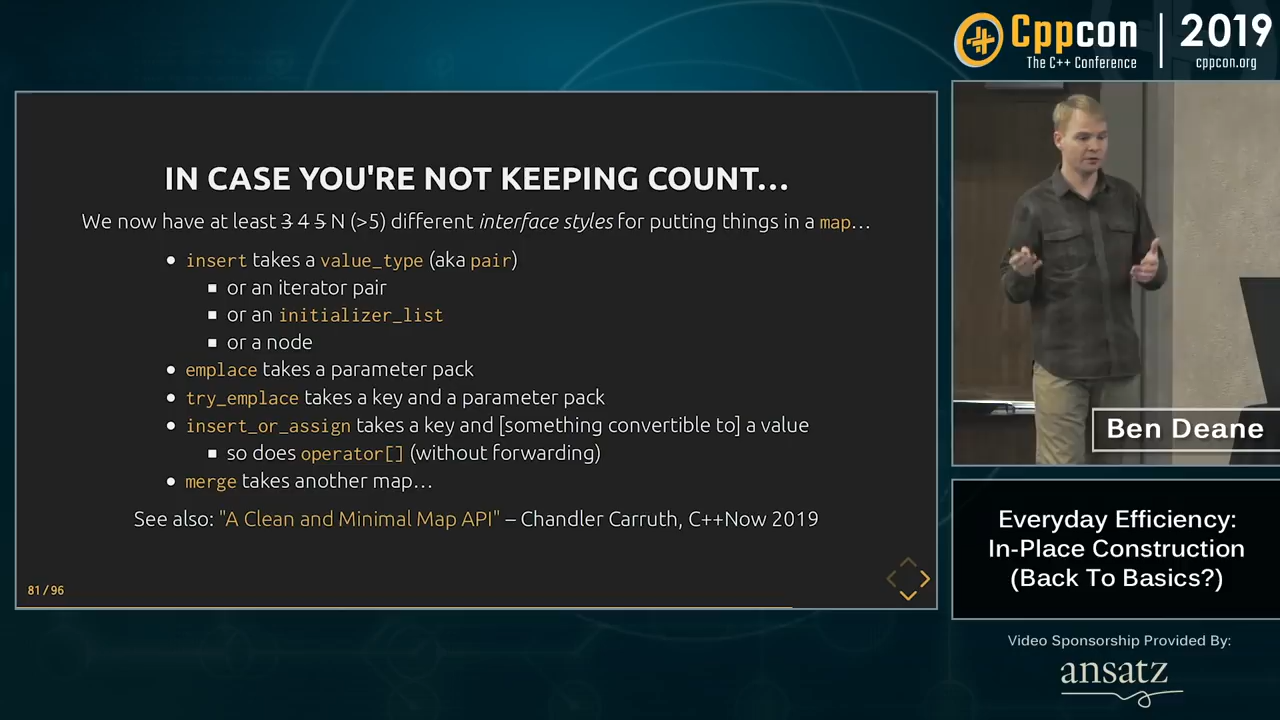 Cppcon | 2019
The C++ Conference cppcon.org
IN CASE YOU'RE NOT KEEPING COUNT...
We now have at least 3 4 5 N (>5) different interface styles for putting things in a map...
• insert takes a value_type (aka pair)
▪ or an iterator pair
▪ or an initializer_list
▪ or a node
• emplace takes a parameter pack
• try_emplace takes a key and a parameter pack
• insert_or_assign takes a key and [something convertible to] a value
▪ so does operator[] (without forwarding)
• merge takes another map...
See also: "A Clean and Minimal Map API" – Chandler Carruth, C++Now 2019
81 / 96
Ben Deane
Everyday Efficiency:
In-Place Construction
(Back To Basics?)
Video Sponsorship Provided By:
ansatz